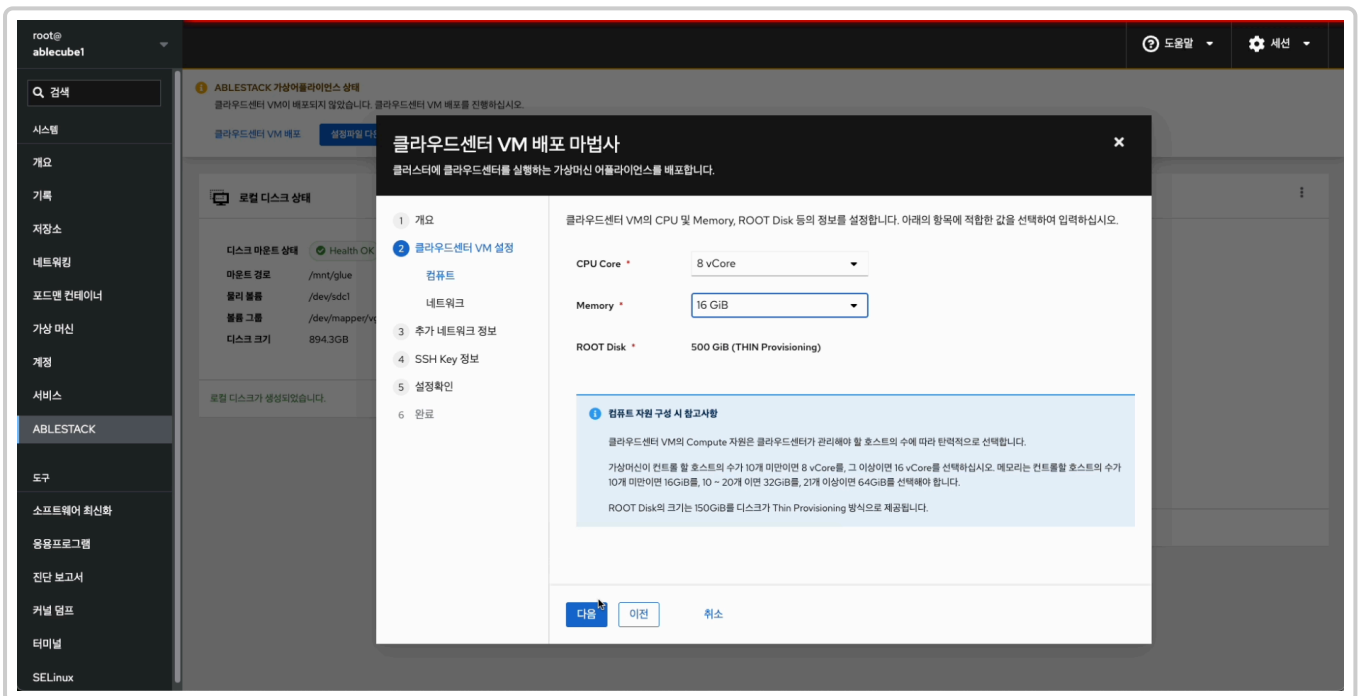 root@
ablecube1
도움말
세션
검색
시스템
개요
기록
저장소
네트워킹
포드맨 컨테이너
가상 머신
계정
서비스
ABLESTACK
도구
소프트웨어 최신화
응용프로그램
진단 보고서
커널 덤프
터미널
SELinux
ABLESTACK 가상어플라이언스 상태
클라우드센터 VM이 배포되지 않았습니다. 클라우드센터 VM 배포를 진행하십시오.
클라우드센터 VM 배포
설정파일
로컬 디스크 상태
디스크 마운트 상태 Health OK
마운트 경로 /mnt/glue
물리 볼륨 /dev/sdc1
볼륨 그룹
디스크 크기 894.3GB
로컬 디스크가 생성되었습니다.
클라우드센터 VM 배포 마법사
클러스터에 클라우드센터를 실행하는 가상머신 어플라이언스를 배포합니다.
1 개요
2 클라우드센터 VM 설정
컴퓨트
네트워크
3 추가 네트워크 정보
4 SSH Key 정보
5 설정확인
6 완료
클라우드센터 VM의 CPU 및 Memory, ROOT Disk 등의 정보를 설정합니다. 아래의 항목에 적합한 값을 선택하여 입력하십시오.
CPU Core * 8 vCore
Memory * 16 GiB
ROOT Disk * 500 GiB (THIN Provisioning)
컴퓨트 자원 구성 시 참고사항
클라우드센터 VM의 Compute 자원은 클라우드센터가 관리해야 할 호스트의 수에 따라 탄력적으로 선택합니다.
가상머신이 컨트롤 할 호스트의 수가 10개 미만이면 8 vCore를, 그 이상이면 16 vCore를 선택하십시오. 메모리는 컨트롤할 호스트의 수가
10개 미만이면 16GiB를, 10 ~ 20개 이면 32GiB를, 21개 이상이면 64GiB를 선택해야 합니다.
ROOT Disk의 크기는 150GiB를 디스크가 Thin Provisioning 방식으로 제공됩니다.
다음
이전
취소